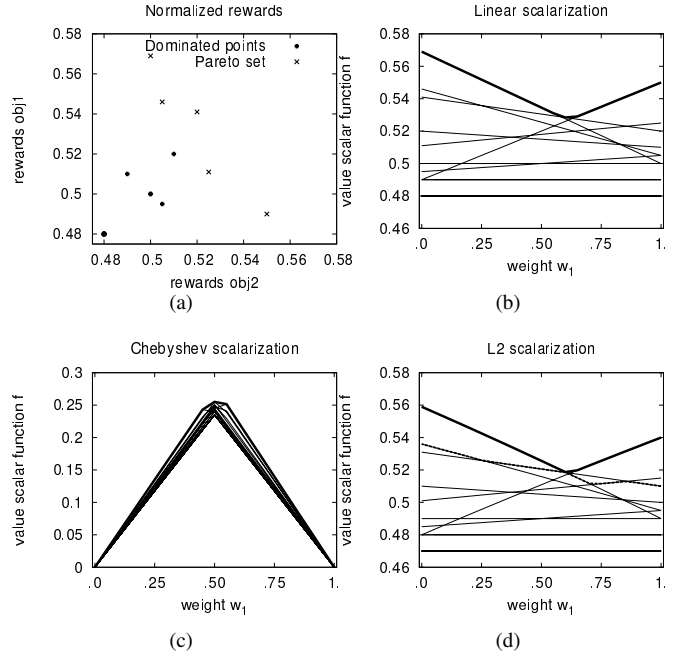 Normalized rewards
0.58
0.56
0.54
0.52
0.5
0.48
rewards obj1
Dominated points
Pareto set
0.48 0.5 0.52 0.54 0.56 0.58
rewards obj2
(a)
Linear scalarization
0.58
0.56
0.54
0.52
0.5
0.48
0.46
value scalar function f
.0 .25 .50 .75 1.
weight w1
(b)
Chebyshev scalarization
0.3
0.25
0.2
0.15
0.1
0.05
0
value scalar function f
.0 .25 .50 .75 1.
weight w1
(c)
L2 scalarization
0.58
0.56
0.54
0.52
0.5
0.48
0.46
value scalar function f
.0 .25 .50 .75 1.
weight w1
(d)